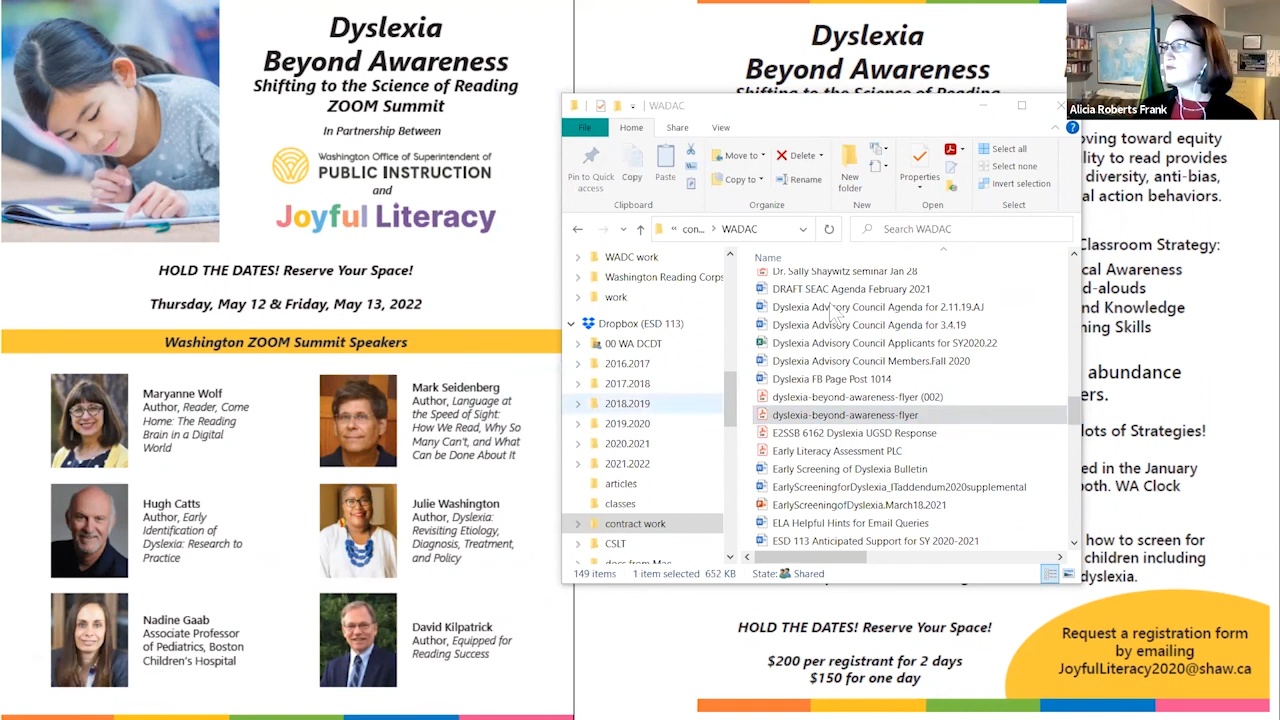 Dyslexia
Beyond Awareness
Shifting to the Science of Reading
ZOOM Summit
In Partnership Between
Washington Office of Superintendent of
PUBLIC INSTRUCTION
and
Joyful Literacy
HOLD THE DATES! Reserve Your Space!
Thursday, May 12 & Friday, May 13, 2022
Washington ZOOM Summit Speakers
Maryanne Wolf
Author, Reader, Come
Home: The Reading
Brain in a Digital
World
Mark Seidenberg
Author, Language at
the Speed of Sight:
How We Read, Why So
Many Can't, and What
Can be Done About It
Hugh Catts
Author, Early
Identification of
Dyslexia: Research to
Practice
Julie Washington
Author, Dyslexia:
Revisiting Etiology,
Diagnosis, Treatment,
and Policy
Nadine Gaab
Associate Professor
of Pediatrics, Boston
Children's Hospital
David Kilpatrick
Author, Equipped for
Reading Success
Dyslexia
Beyond Awareness
Shifting to the Science of Reading
Alicia Roberts Frank
WADAC
File
Home
Share
View
Pin to Quick
access
Copy
Paste
Move to
Copy to
Delete
Rename
New
folder
Properties
Select all
Select none
Invert selection
Clipboard
Organize
New
Open
Select
« con... > WADAC
Search WADAC
WADC work
Washington Reading Corps
work
Dropbox (ESD 113)
00 WA DCDT
2016.2017
2017.2018
2018.2019
2019.2020
2020.2021
2021.2022
articles
classes
contract work
CSLT
docs from Mac
Name
Dr. Sally Shaywitz seminar Jan 28
DRAFT SEAC Agenda February 2021
Dyslexia Advisory Council Agenda for 2.11.19.AJ
Dyslexia Advisory Council Agenda for 3.4.19
Dyslexia Advisory Council Applicants for SY2020.22
Dyslexia Advisory Council Members.Fall 2020
Dyslexia FB Page Post 1014
dyslexia-beyond-awareness-flyer (002)
dyslexia-beyond-awareness-flyer
E2SSB 6162 Dyslexia UGSD Response
Early Literacy Assessment PLC
Early Screening of Dyslexia Bulletin
EarlyScreeningforDyslexia_ITaddendum2020supplemental
EarlyScreeningofDyslexia.March18.2021
ELA Helpful Hints for Email Queries
ESD 113 Anticipated Support for SY 2020-2021
149 items
1 item selected 652 KB
State: Shared
oving toward equity
lity to read provides
diversity, anti-bias,
al action behaviors.
Classroom Strategy:
cal Awareness
d-alouds
nd Knowledge
ning Skills
abundance
ers.
lots of Strategies!
ed in the January
oth. WA Clock
how to screen for
children including
dyslexia.
HOLD THE DATES! Reserve Your Space!
$200 per registrant for 2 days
$150 for one day
Request a registration form
by emailing
JoyfulLiteracy2020@shaw.ca